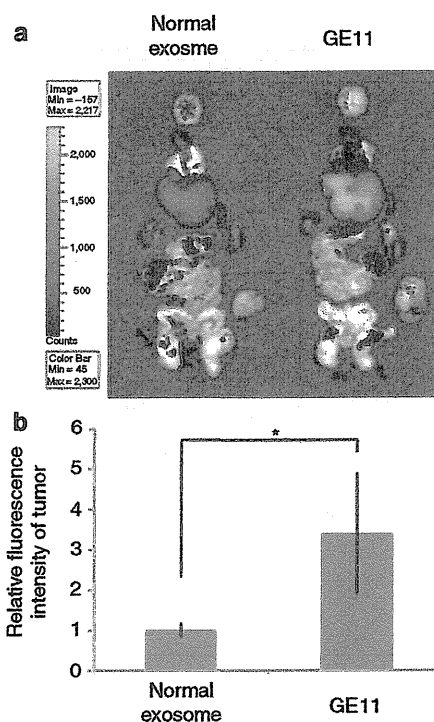 a
Normal
exosme
GE11
Image
Min = -157
Max = 2,217
2,000
1,500
1,000
500
Counts
Color Bar
Min = 45
Max = 2,300
b
Relative fluorescence
intensity of tumor
6
5
4
3
2
1
0
*
Normal
exosome
GE11